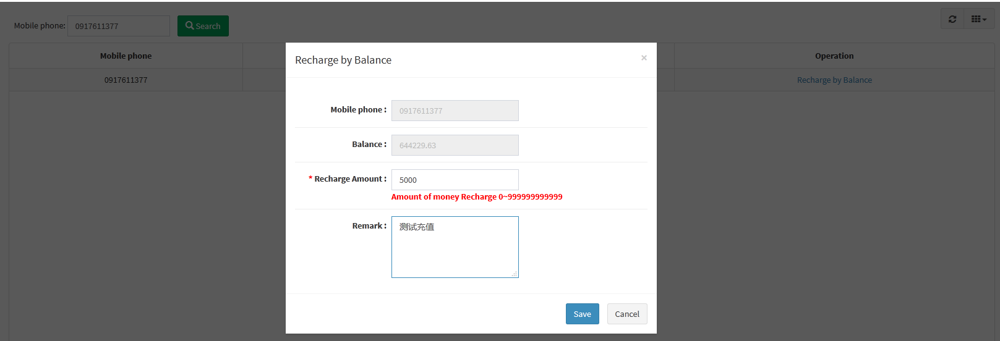 Mobile phone: 0917611377 Search
Mobile phone Operation
0917611377 Recharge by Balance
Recharge by Balance ×
Mobile phone : 0917611377
Balance : 644229.63
* Recharge Amount : 5000
Amount of money Recharge 0~999999999999
Remark : 测试充值
Save Cancel